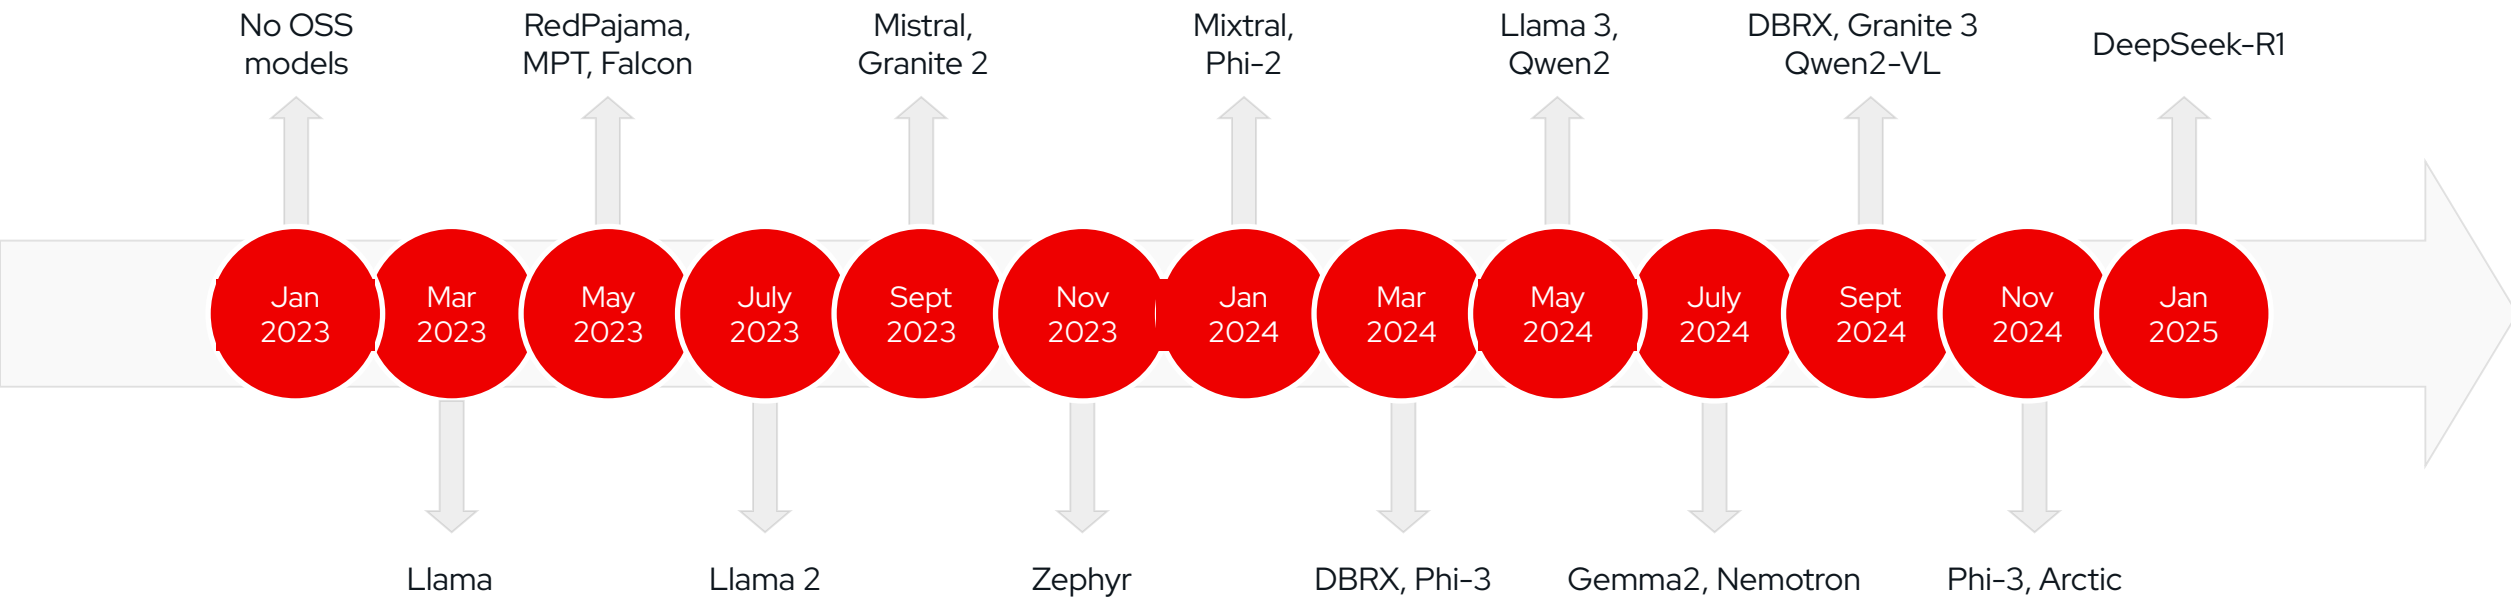 No OSS
models
RedPajama,
MPT, Falcon
Mistral,
Granite 2
Mixtral,
Phi-2
Llama 3,
Qwen2
DBRX, Granite 3
Qwen2-VL
DeepSeek-R1
Jan
2023
Mar
2023
May
2023
July
2023
Sept
2023
Nov
2023
Jan
2024
Mar
2024
May
2024
July
2024
Sept
2024
Nov
2024
Jan
2025
Llama
Llama 2
Zephyr
DBRX, Phi-3
Gemma2, Nemotron
Phi-3, Arctic